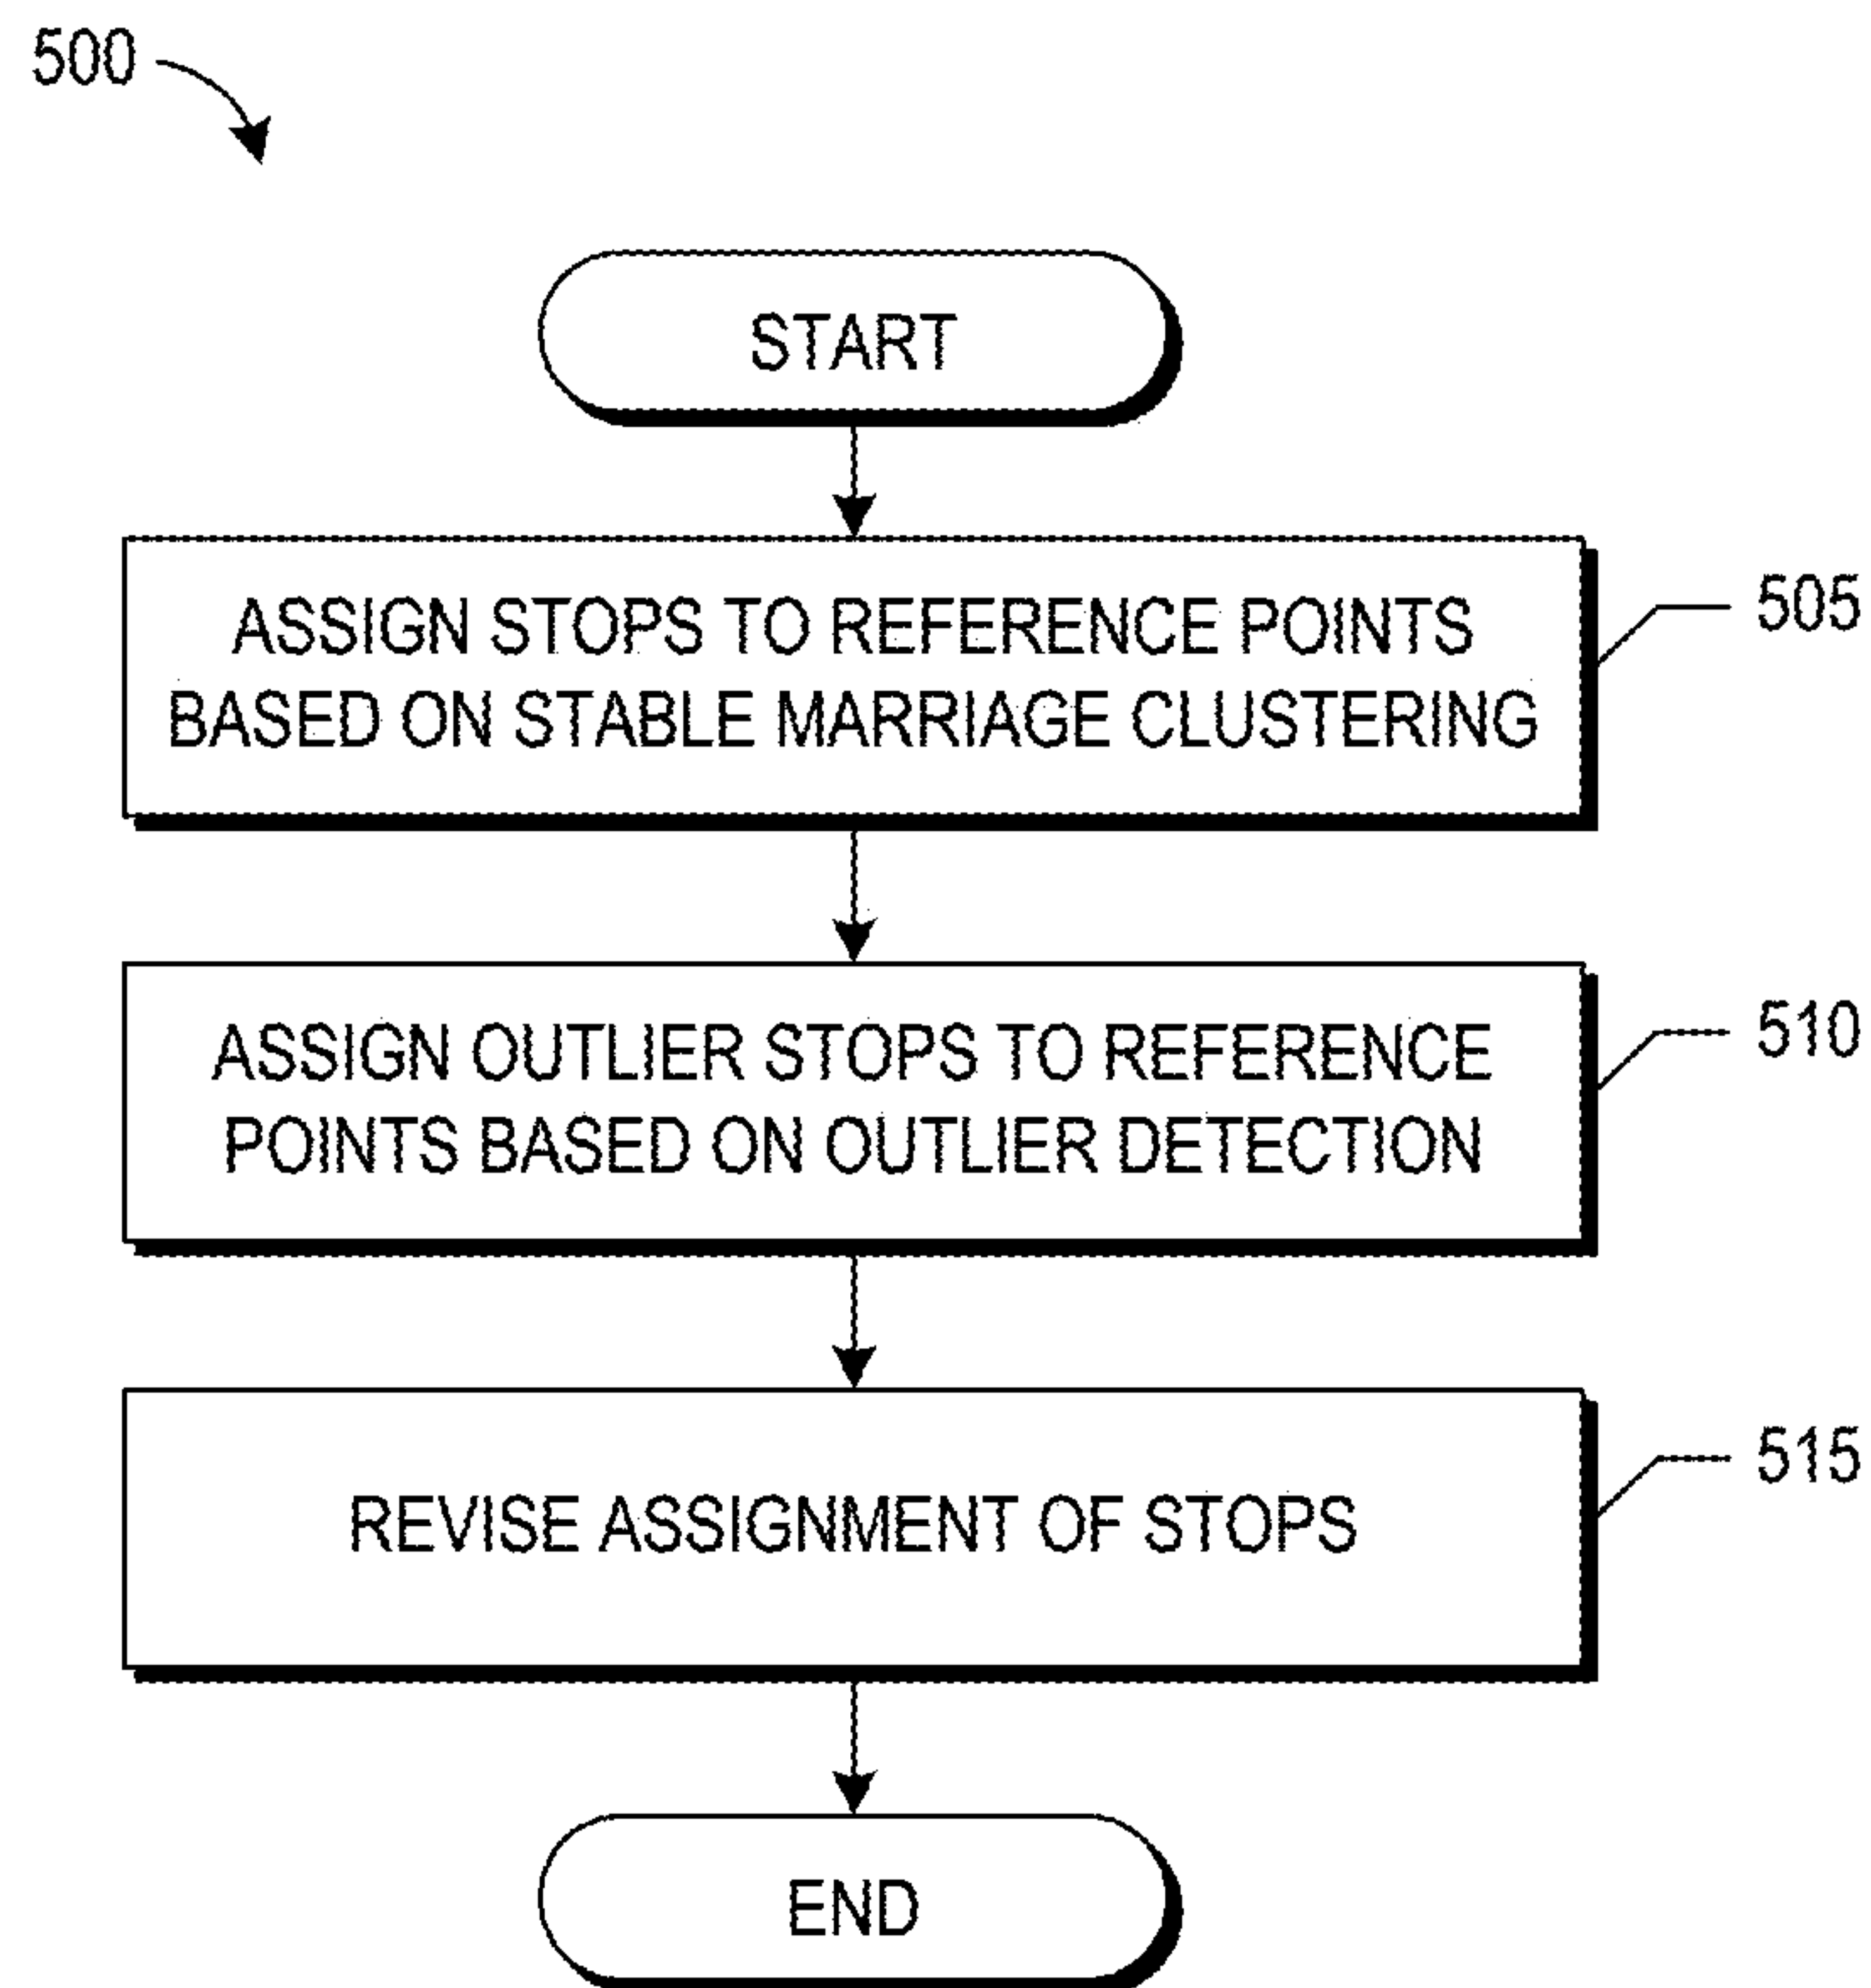 500
START
ASSIGN STOPS TO REFERENCE POINTS
BASED ON STABLE MARRIAGE CLUSTERING
505
ASSIGN OUTLIER STOPS TO REFERENCE
POINTS BASED ON OUTLIER DETECTION
510
REVISE ASSIGNMENT OF STOPS
515
END